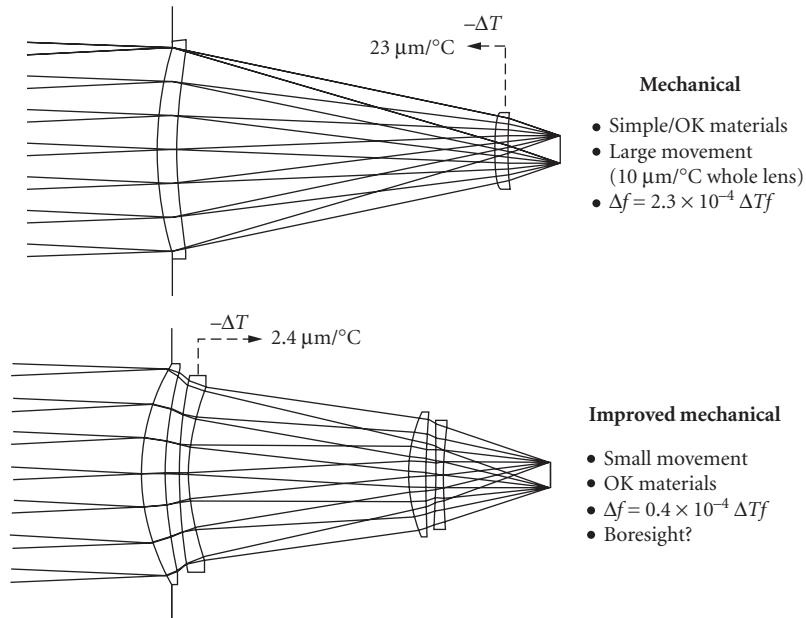 −ΔT
23 μm/°C
Mechanical
• Simple/OK materials
• Large movement
(10 μm/°C whole lens)
• Δf = 2.3 × 10⁻⁴ ΔTf
−ΔT
2.4 μm/°C
Improved mechanical
• Small movement
• OK materials
• Δf = 0.4 × 10⁻⁴ ΔTf
• Boresight?